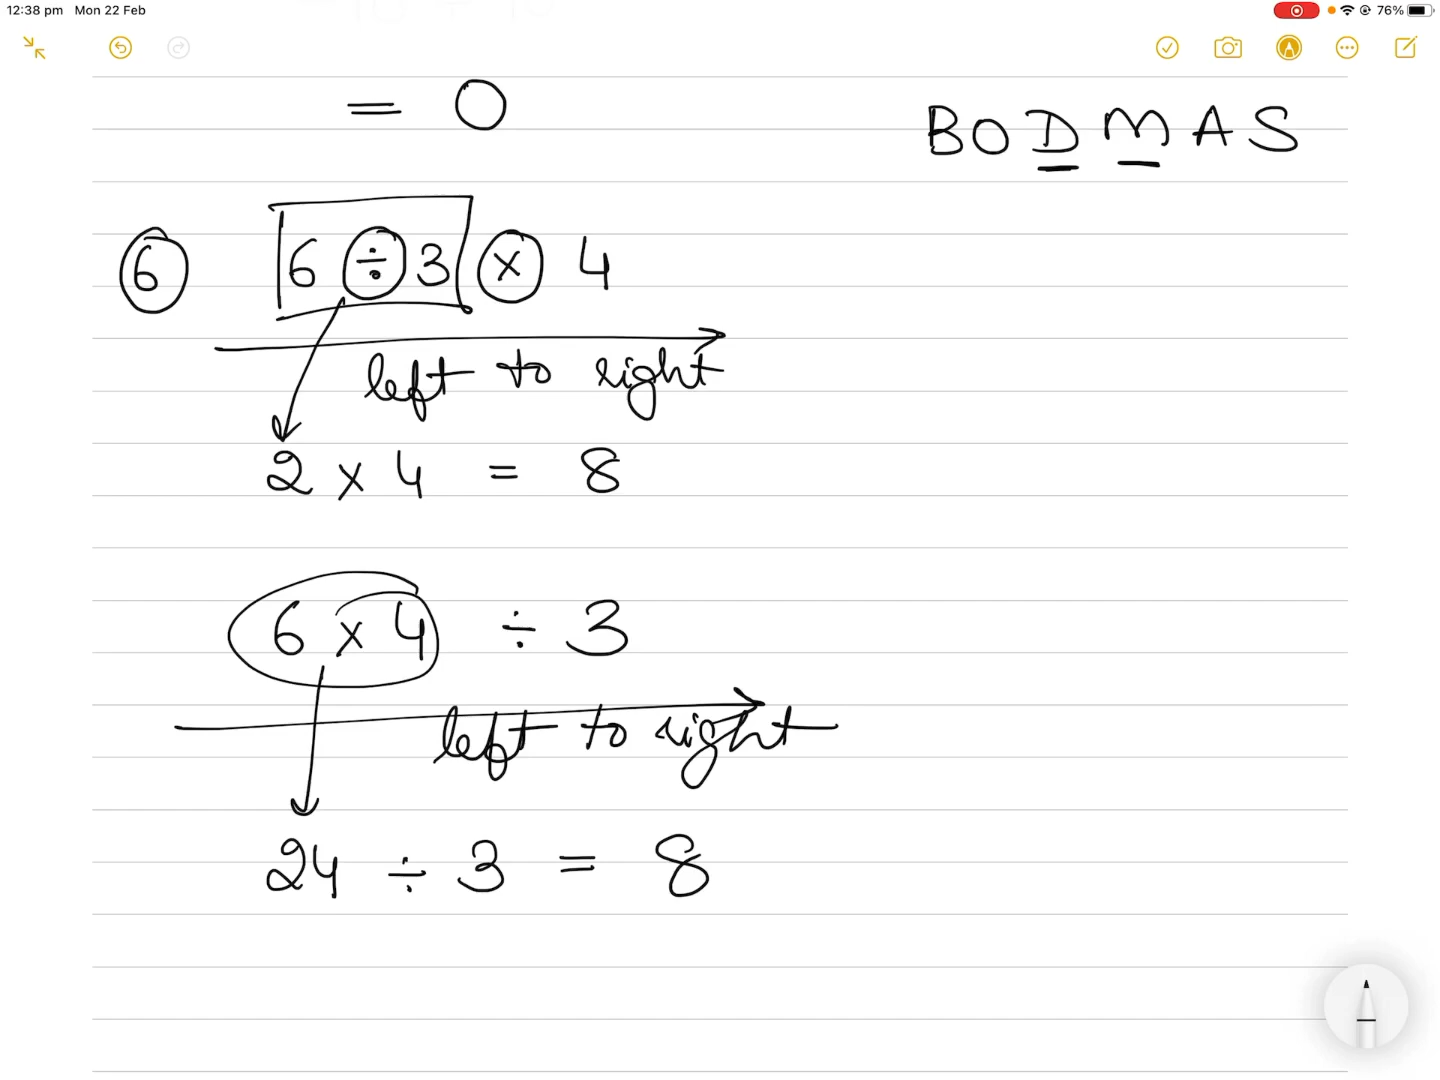 12:38 pm Mon 22 Feb
76%
= 0
BODMAS
6 6 ÷ 3 × 4
left to right
2 × 4 = 8
6 × 4 ÷ 3
left to right
24 ÷ 3 = 8